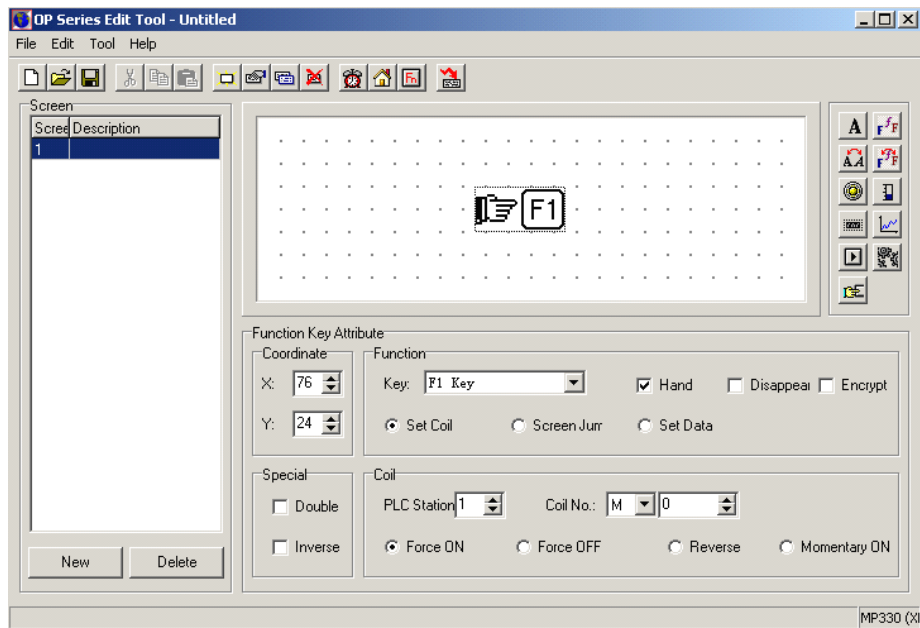 OP Series Edit Tool - Untitled
File Edit Tool Help
Fn
Screen
Scree Description
1
F1
A
F f F
A A
F F
Function Key Attribute
Coordinate
X: 76
Y: 24
Function
Key: F1 Key
Hand
Disappear
Encrypt
Set Coil
Screen Jum
Set Data
Special
Double
Inverse
Coil
PLC Station 1
Coil No.: M 0
Force ON
Force OFF
Reverse
Momentary ON
New
Delete
MP330 (XI